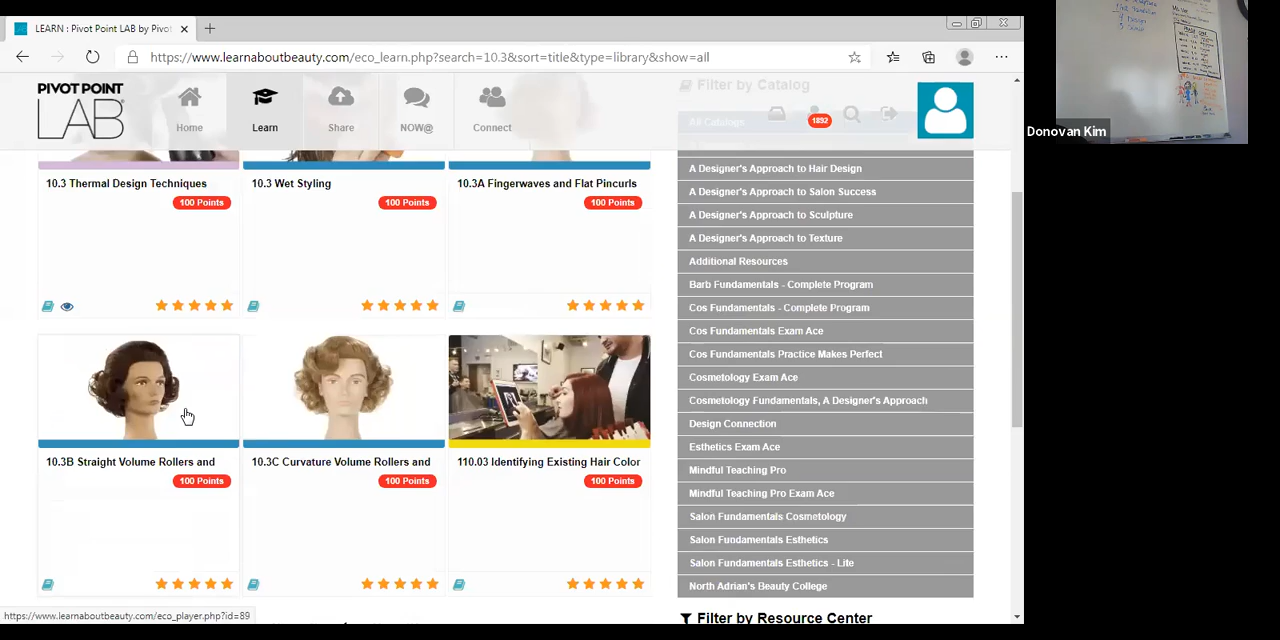 LEARN : Pivot Point LAB by Pivot
https://www.learnaboutbeauty.com/eco_learn.php?search=10.3&sort=title&type=library&show=all
PIVOT POINT
LAB
Home
Learn
Share
NOW@
Connect
1892
Filter by Catalog
All Catalogs
A Designer's Approach to Hair Design
A Designer's Approach to Salon Success
A Designer's Approach to Sculpture
A Designer's Approach to Texture
Additional Resources
Barb Fundamentals - Complete Program
Cos Fundamentals - Complete Program
Cos Fundamentals Exam Ace
Cos Fundamentals Practice Makes Perfect
Cosmetology Exam Ace
Cosmetology Fundamentals, A Designer's Approach
Design Connection
Esthetics Exam Ace
Mindful Teaching Pro
Mindful Teaching Pro Exam Ace
Salon Fundamentals Cosmetology
Salon Fundamentals Esthetics
Salon Fundamentals Esthetics - Lite
North Adrian's Beauty College
Filter by Resource Center
10.3 Thermal Design Techniques
100 Points
10.3 Wet Styling
100 Points
10.3A Fingerwaves and Flat Pincurls
100 Points
10.3B Straight Volume Rollers and
100 Points
10.3C Curvature Volume Rollers and
100 Points
110.03 Identifying Existing Hair Color
100 Points
https://www.learnaboutbeauty.com/eco_player.php?id=89
Donovan Kim